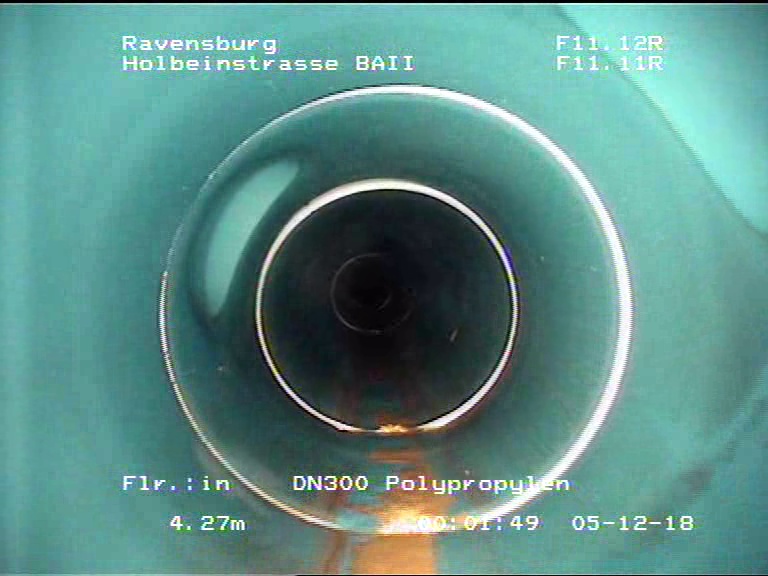 Ravensburg F11.12R
Holbeinstrasse BAII F11.11R
Flr.:in DN300 Polypropylen
4.27m 00:01:49 05-12-18